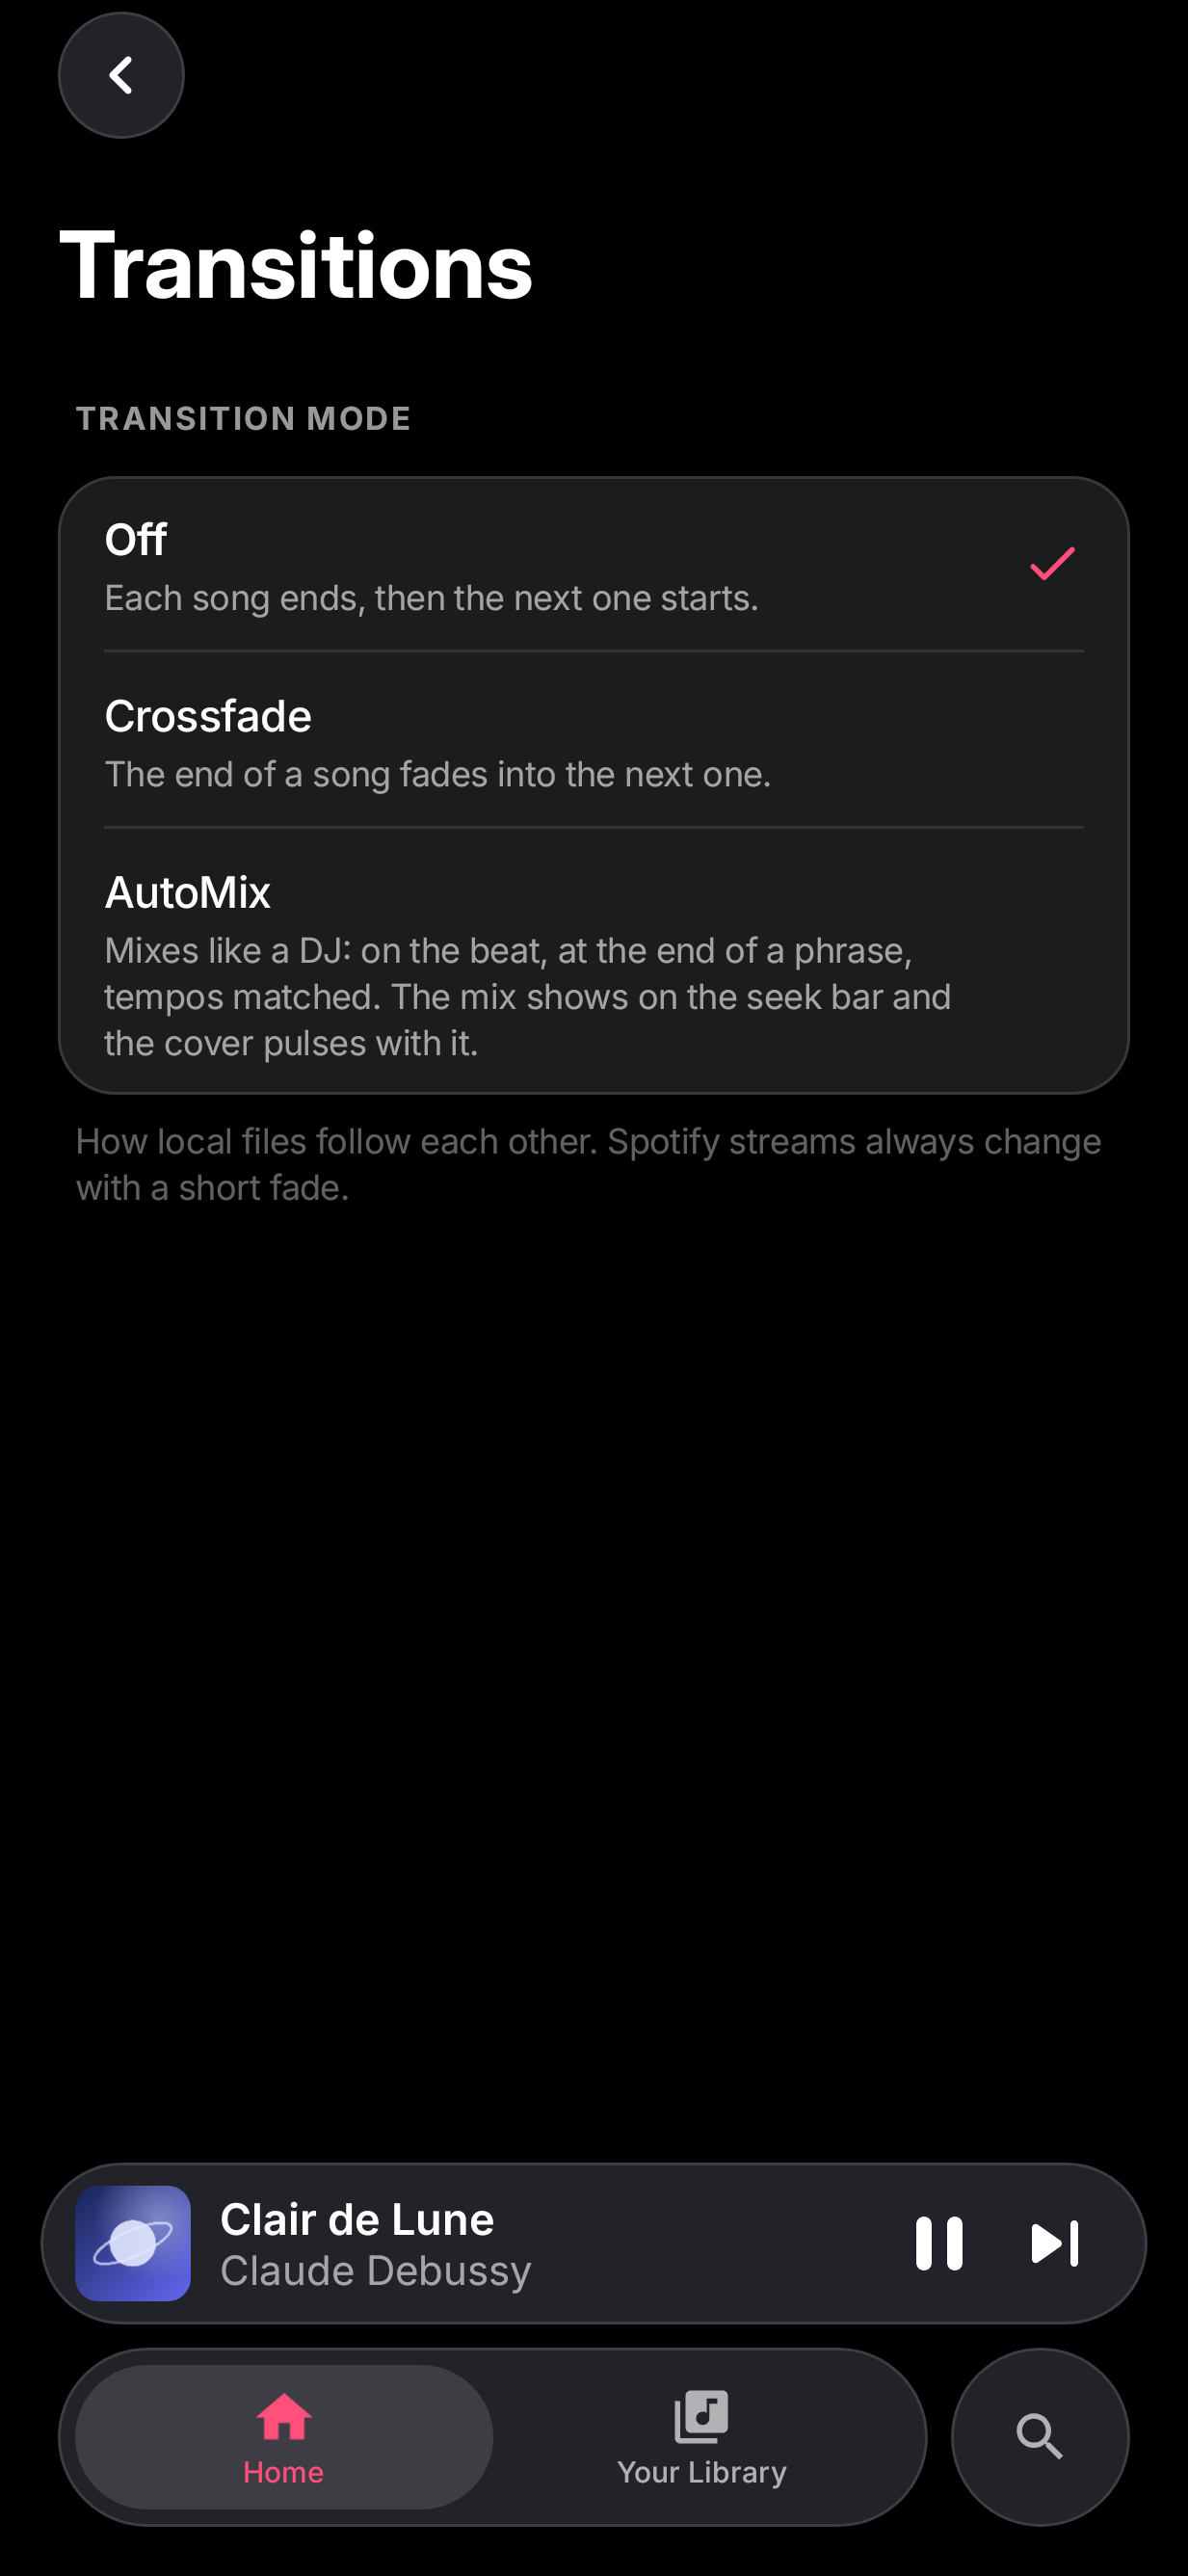 Transitions
TRANSITION MODE
Off
Each song ends, then the next one starts.
Crossfade
The end of a song fades into the next one.
AutoMix
Mixes like a DJ: on the beat, at the end of a phrase,
tempos matched. The mix shows on the seek bar and
the cover pulses with it.
How local files follow each other. Spotify streams always change
with a short fade.
Clair de Lune
Claude Debussy
Home
Your Library